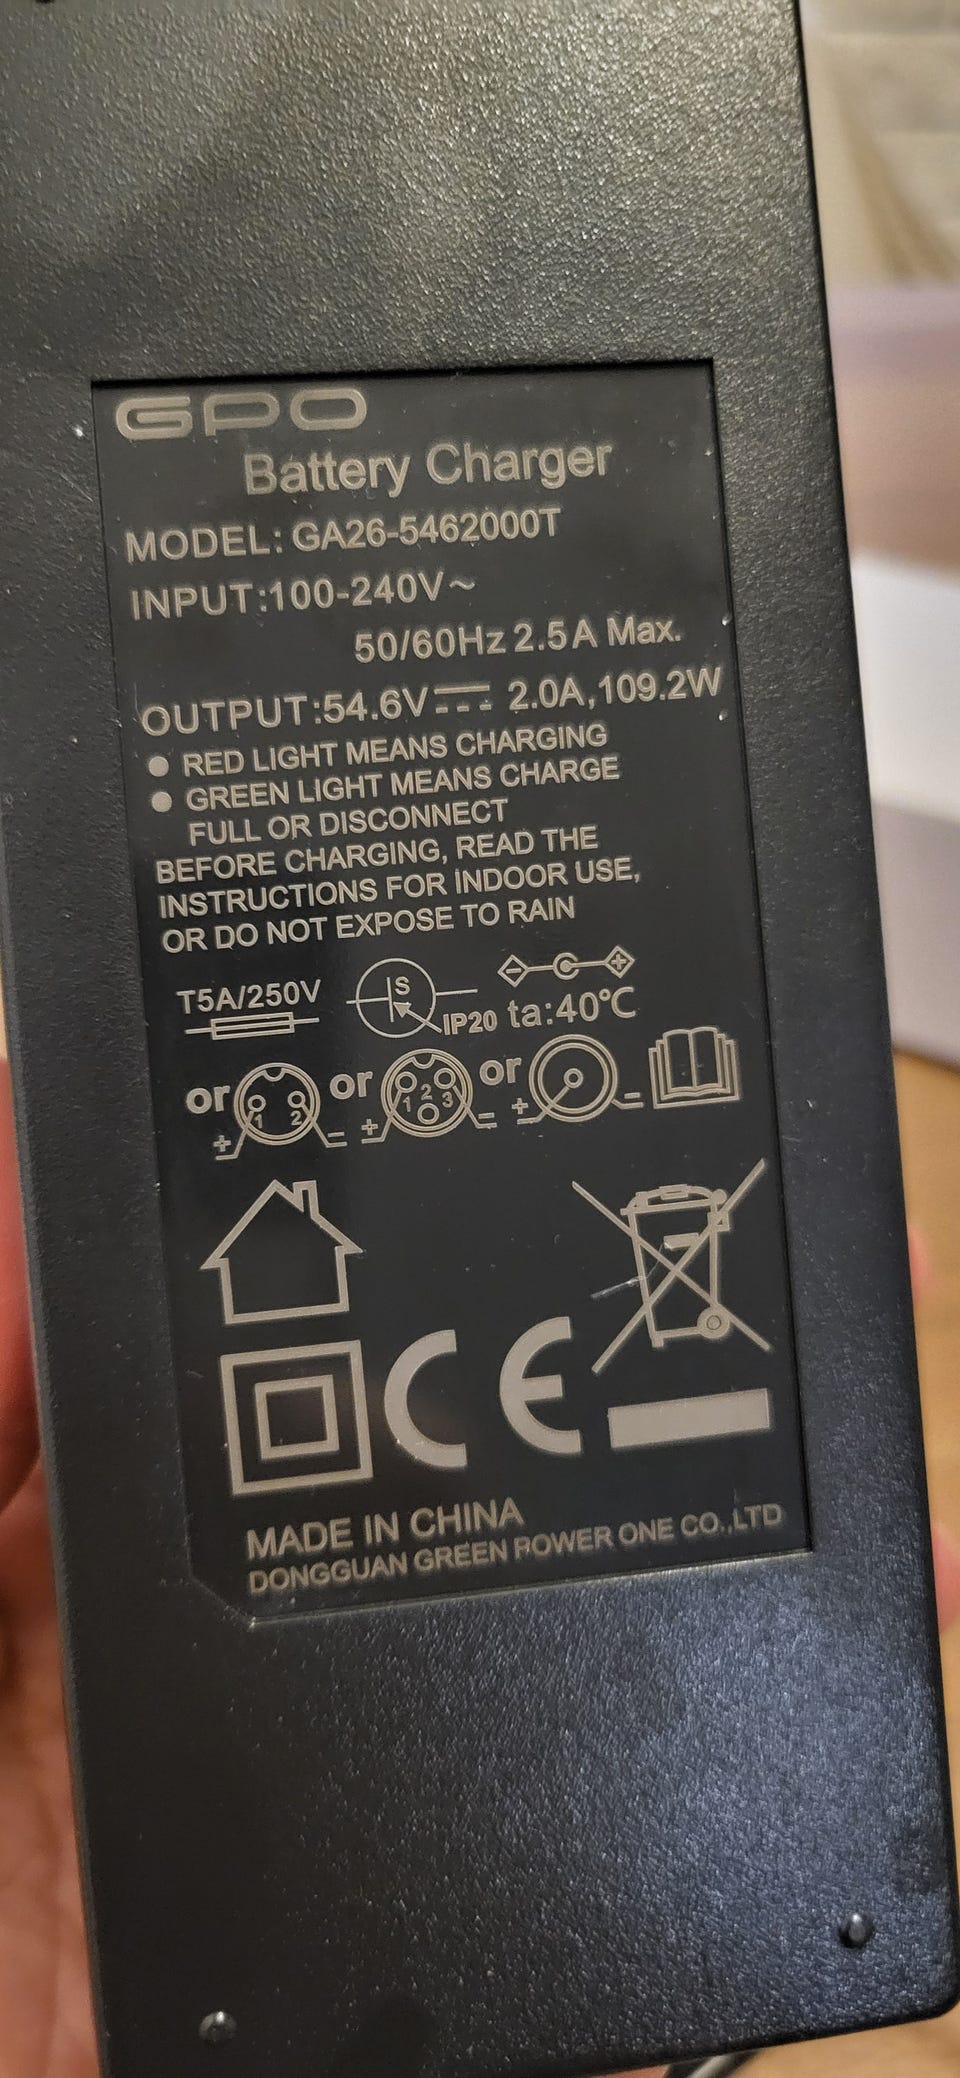 GPO
Battery Charger
MODEL: GA26-5462000T
INPUT:100-240V~
50/60Hz 2.5A Max.
OUTPUT:54.6V⎓ 2.0A,109.2W
● RED LIGHT MEANS CHARGING
● GREEN LIGHT MEANS CHARGE
FULL OR DISCONNECT
BEFORE CHARGING, READ THE
INSTRUCTIONS FOR INDOOR USE,
OR DO NOT EXPOSE TO RAIN
T5A/250V S IP20 ta:40℃ - +
or 1 2 + - or 1 2 3 + - or + -
CE
MADE IN CHINA
DONGGUAN GREEN POWER ONE CO.,LTD